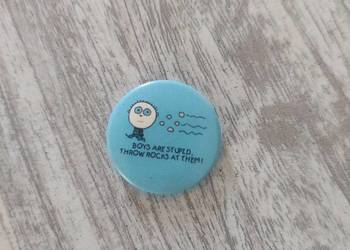 BOYS ARE STUPID,
THROW ROCKS AT THEM!